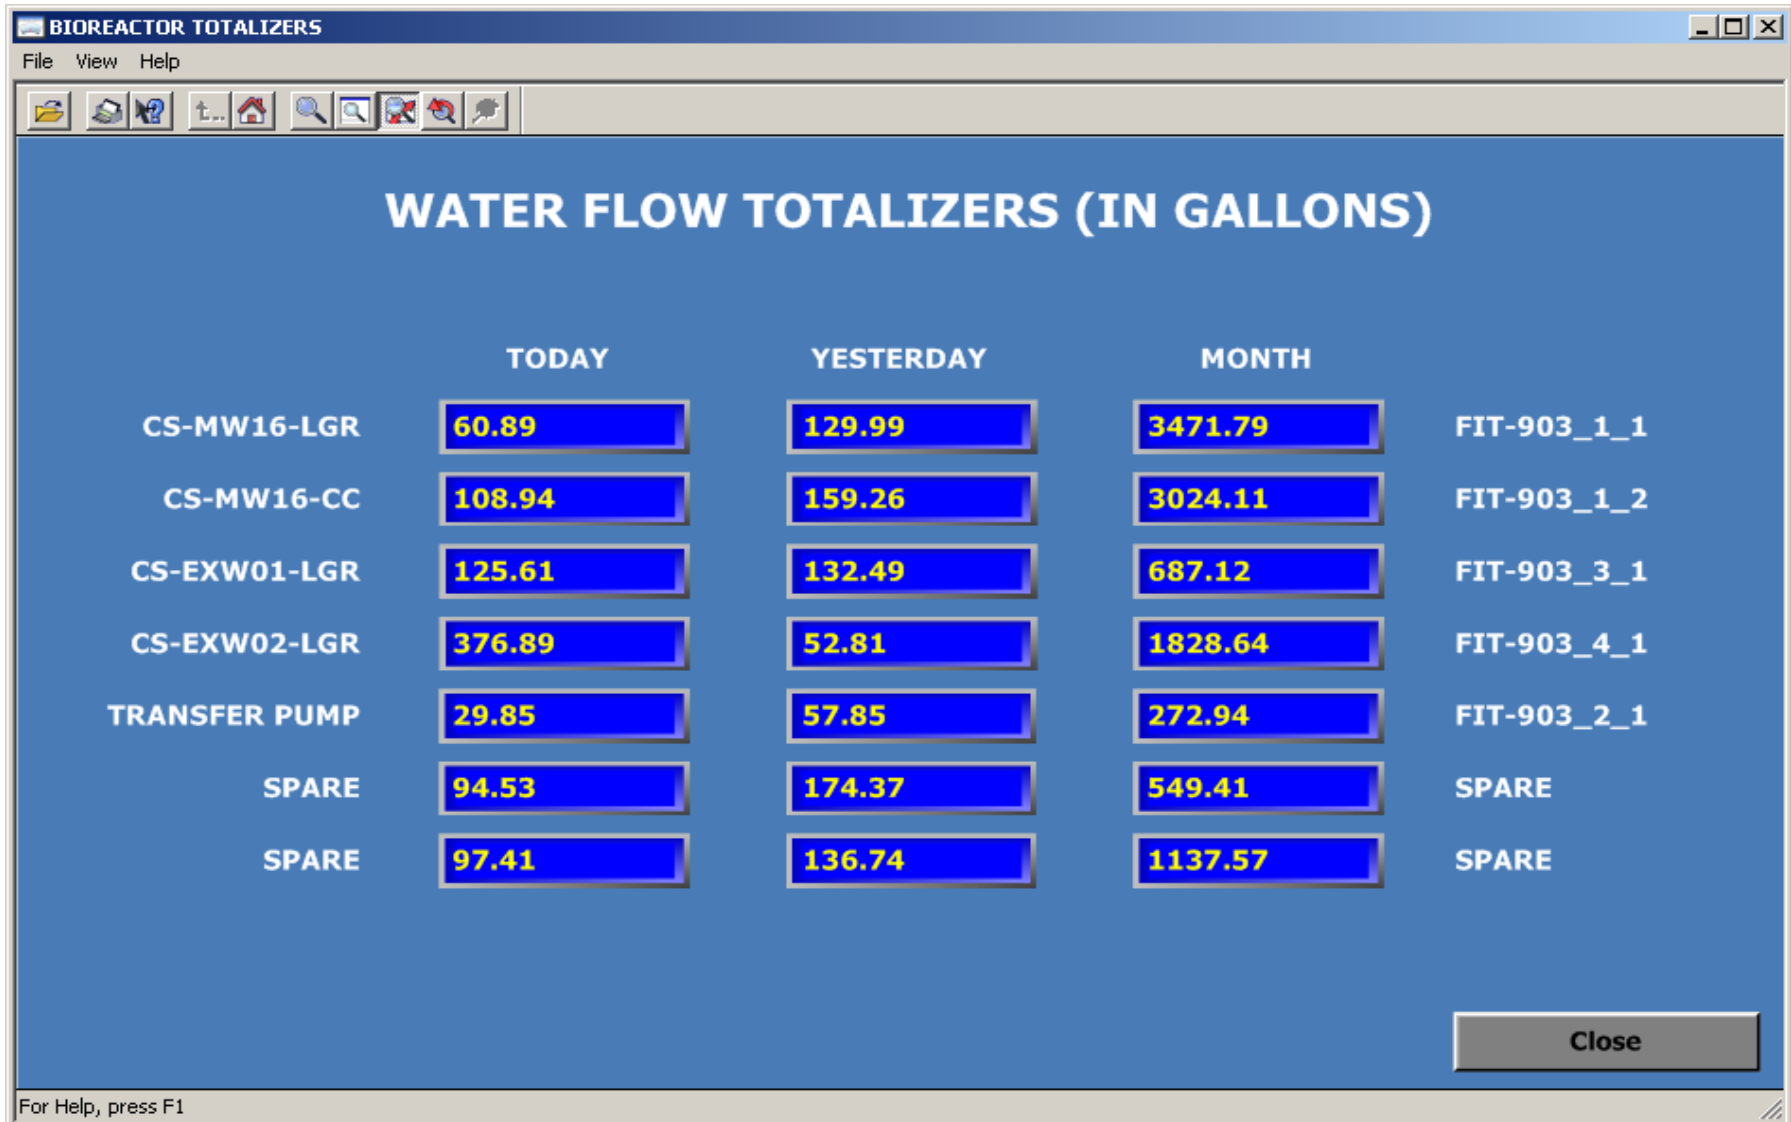 BIOREACTOR TOTALIZERS
File View Help
WATER FLOW TOTALIZERS (IN GALLONS)
TODAY YESTERDAY MONTH
CS-MW16-LGR 60.89 129.99 3471.79 FIT-903_1_1
CS-MW16-CC 108.94 159.26 3024.11 FIT-903_1_2
CS-EXW01-LGR 125.61 132.49 687.12 FIT-903_3_1
CS-EXW02-LGR 376.89 52.81 1828.64 FIT-903_4_1
TRANSFER PUMP 29.85 57.85 272.94 FIT-903_2_1
SPARE 94.53 174.37 549.41 SPARE
SPARE 97.41 136.74 1137.57 SPARE
Close
For Help, press F1